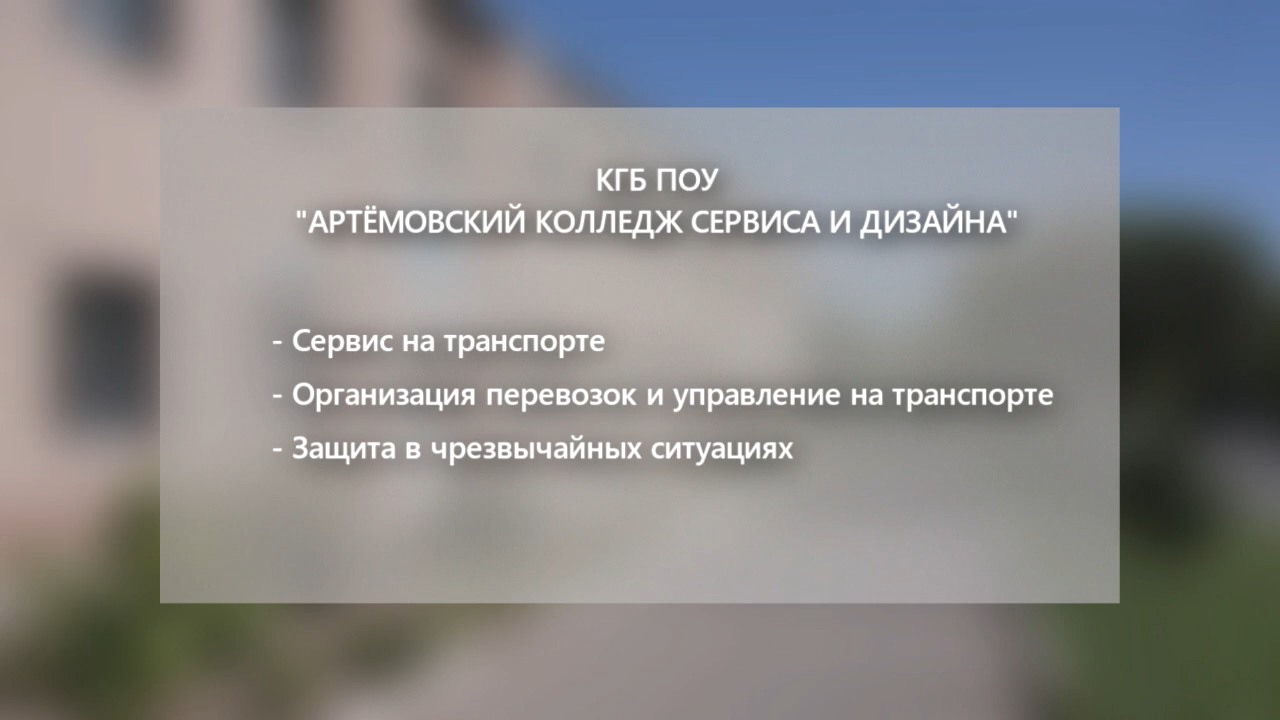 КГБ ПОУ
"АРТЁМОВСКИЙ КОЛЛЕДЖ СЕРВИСА И ДИЗАЙНА"
- Сервис на транспорте
- Организация перевозок и управление на транспорте
- Защита в чрезвычайных ситуациях